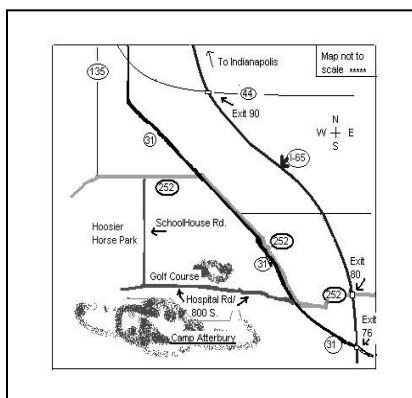 To Indianapolis
Map not to
scale *****
135
44
Exit 90
N
W E
S
31
I-65
252
SchoolHouse Rd.
Hoosier
Horse Park
252
Exit
80
31
Golf Course
252
Hospital Rd/
800 S.
Exit
76
Camp Atterbury
31